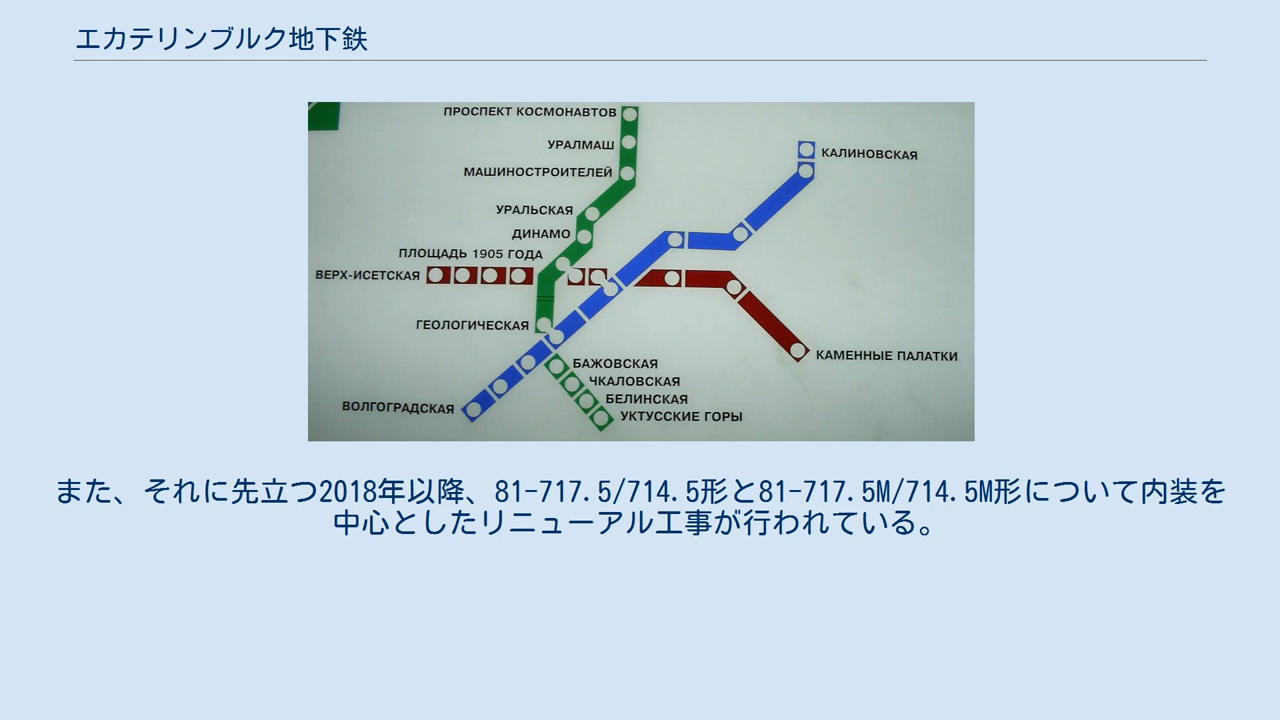 エカテリンブルク地下鉄
ПРОСПЕКТ КОСМОНАВТОВ
УРАЛМАШ
КАЛИНОВСКАЯ
МАШИНОСТРОИТЕЛЕЙ
УРАЛЬСКАЯ
ДИНАМО
ПЛОЩАДЬ 1905 ГОДА
ВЕРХ-ИСЕТСКАЯ
ГЕОЛОГИЧЕСКАЯ
КАМЕННЫЕ ПАЛАТКИ
БАЖОВСКАЯ
ЧКАЛОВСКАЯ
БЕЛИНСКАЯ
ВОЛГОГРАДСКАЯ
УКТУССКИЕ ГОРЫ
また、それに先立つ2018年以降、81-717.5/714.5形と81-717.5M/714.5M形について内装を
中心としたリニューアル工事が行われている。